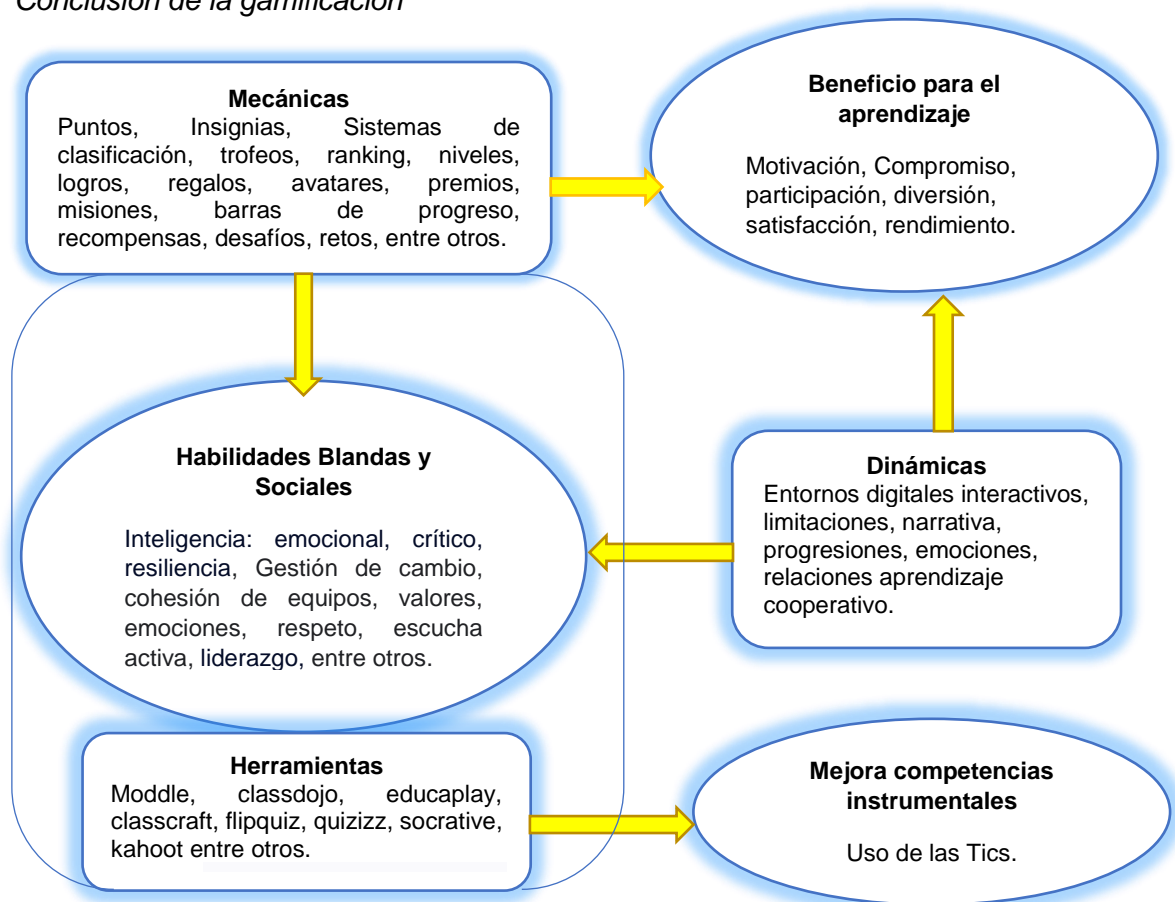 Conclusión de la gamificación
Mecánicas
Puntos, Insignias, Sistemas de
clasificación, trofeos, ranking, niveles,
logros, regalos, avatares, premios,
misiones, barras de progreso,
recompensas, desafíos, retos, entre otros.
Beneficio para el
aprendizaje
Motivación, Compromiso,
participación, diversión,
satisfacción, rendimiento.
Habilidades Blandas y
Sociales
Inteligencia: emocional, crítico,
resiliencia, Gestión de cambio,
cohesión de equipos, valores,
emociones, respeto, escucha
activa, liderazgo, entre otros.
Dinámicas
Entornos digitales interactivos,
limitaciones, narrativa,
progresiones, emociones,
relaciones aprendizaje
cooperativo.
Herramientas
Moddle, classdojo, educaplay,
classcraft, flipquiz, quizizz, socrative,
kahoot entre otros.
Mejora competencias
instrumentales
Uso de las Tics.